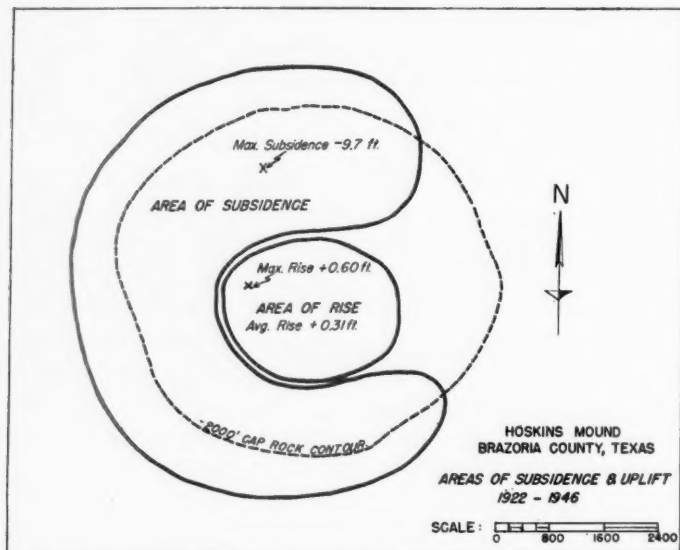 Max. Subsidence -9.7 ft.
AREA OF SUBSIDENCE
Max. Rise +0.60 ft.
AREA OF RISE
Avg. Rise + 0.31 ft.
-2000' CAP ROCK CONTOUR
N
HOSKINS MOUND
BRAZORIA COUNTY, TEXAS
AREAS OF SUBSIDENCE & UPLIFT
1922 - 1946
SCALE:
0 800 1600 2400